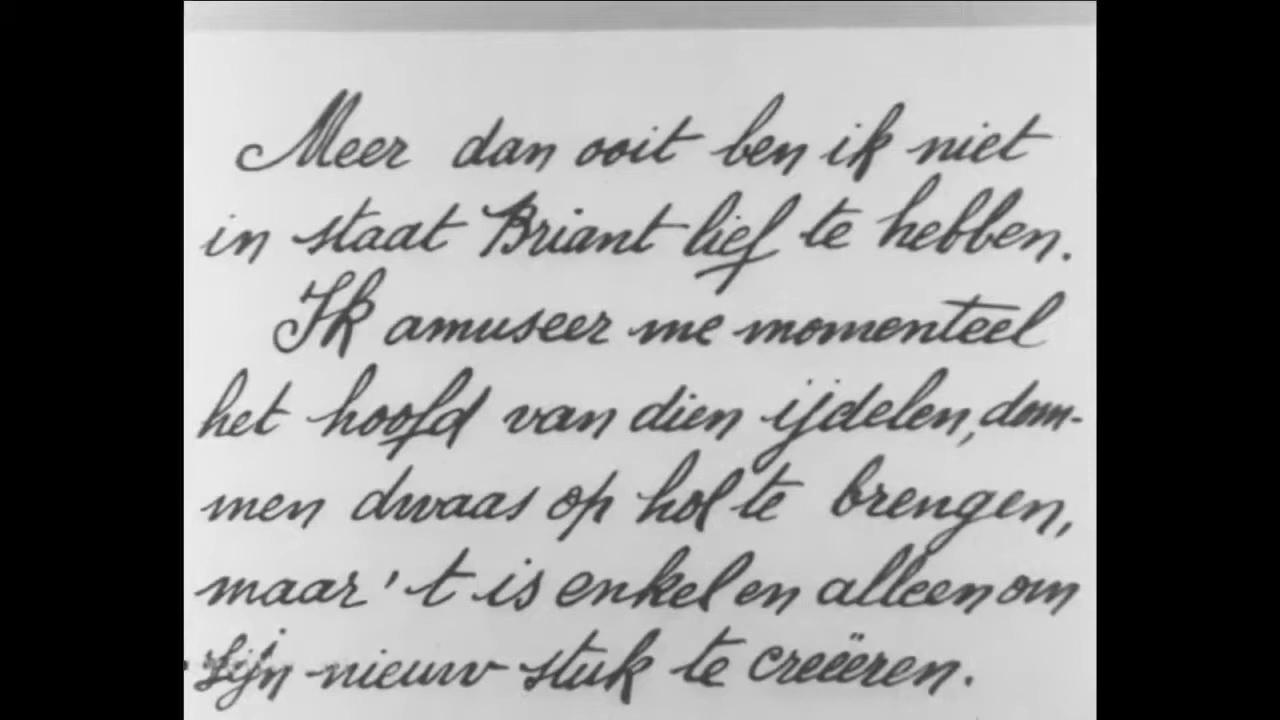 Meer dan ooit ben ik niet
in staat Briant lief te hebben.
Ik amuseer me momenteel
het hoofd van dien ijdelen, dom-
men dwaas op hol te brengen,
maar 't is enkel en alleen om
zijn nieuw stuk te creëeren.